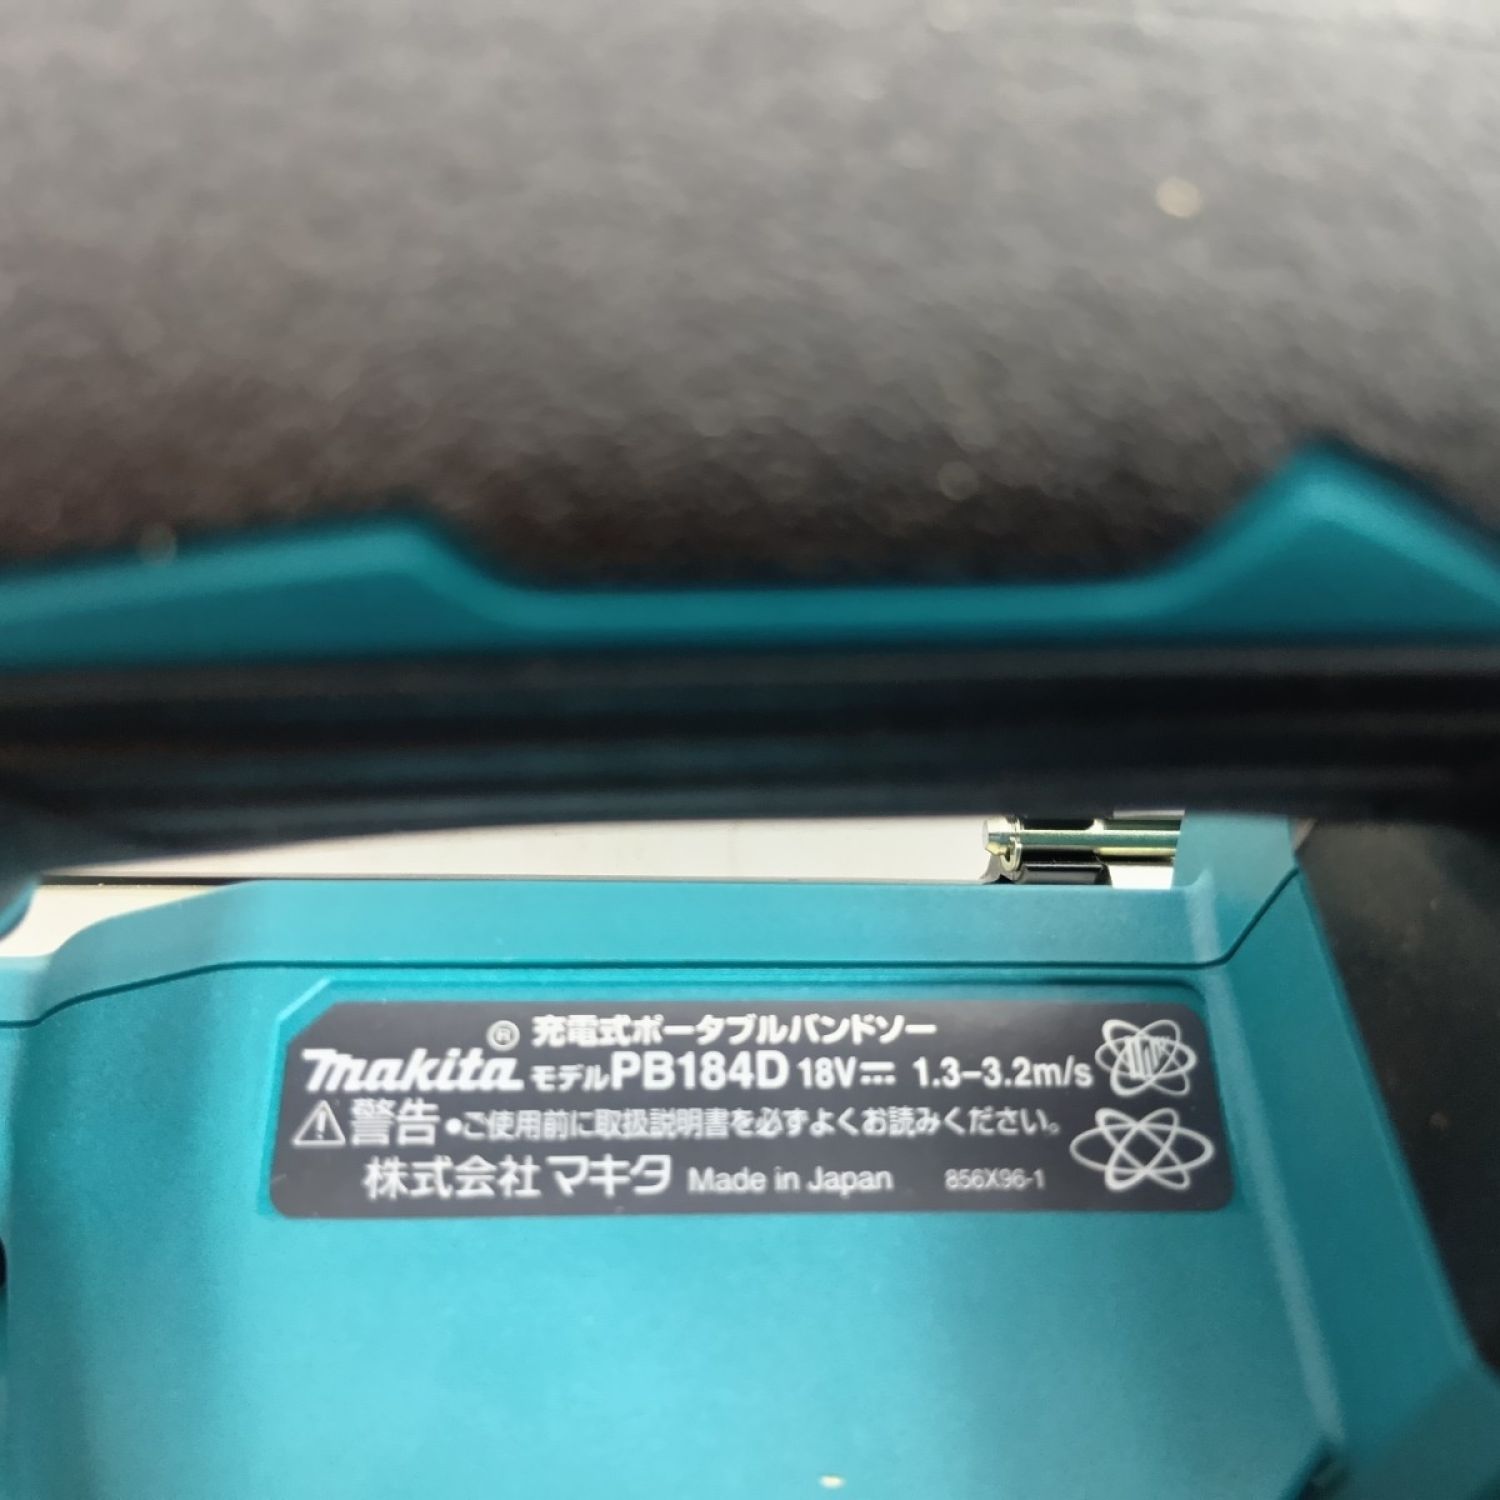 ® 充電式ポータブルバンドソー
makita モデルPB184D 18V⎓ 1.3–3.2m/s
⚠警告 •ご使用前に取扱説明書を必ずよくお読みください。
株式会社マキタ Made in Japan 856X96-1